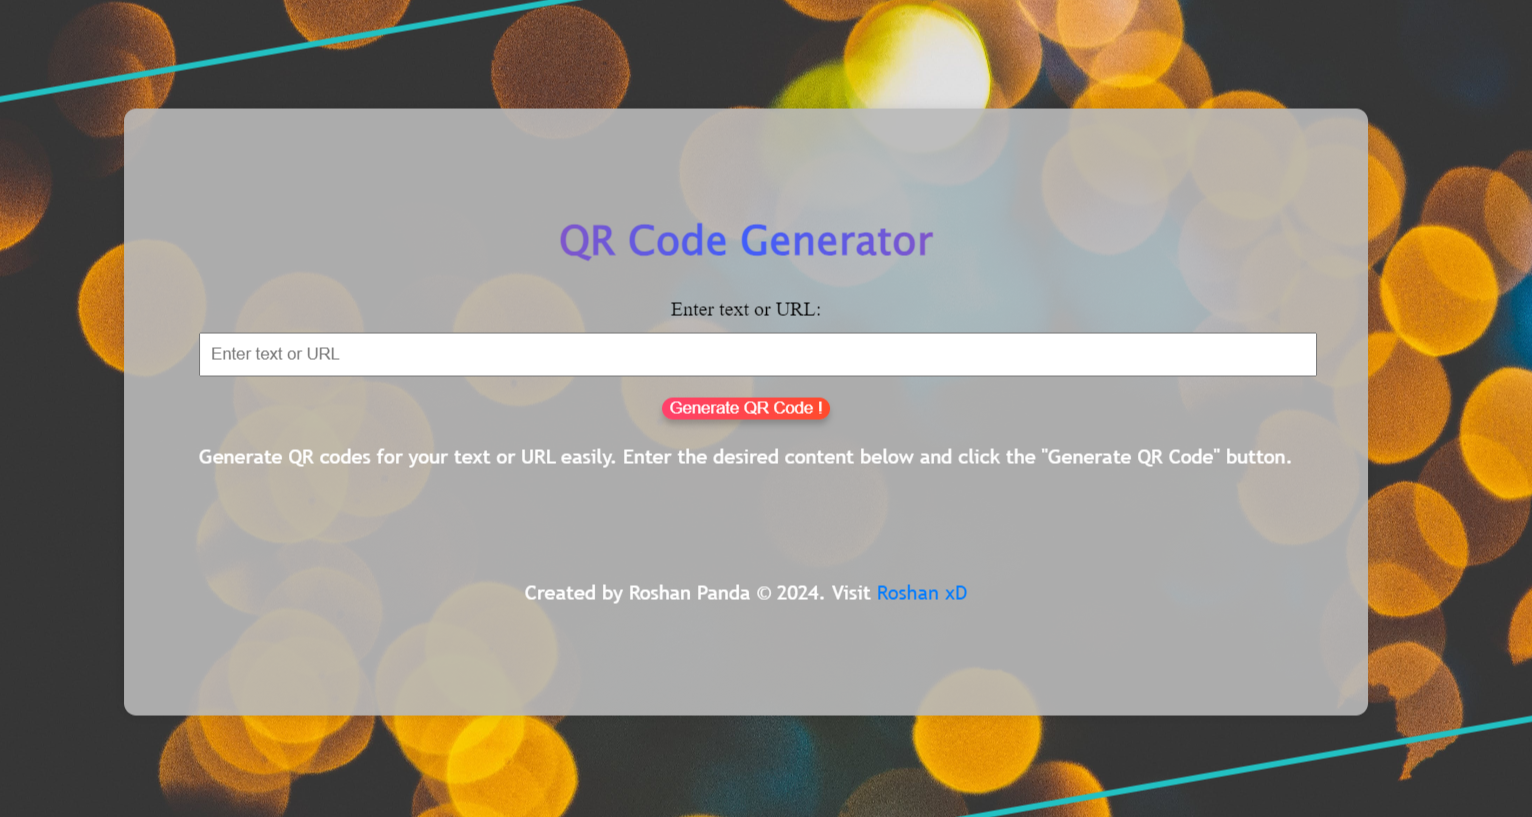 QR Code Generator
Enter text or URL:
Enter text or URL
Generate QR Code !
Generate QR codes for your text or URL easily. Enter the desired content below and click the "Generate QR Code" button.
Created by Roshan Panda © 2024. Visit Roshan xD